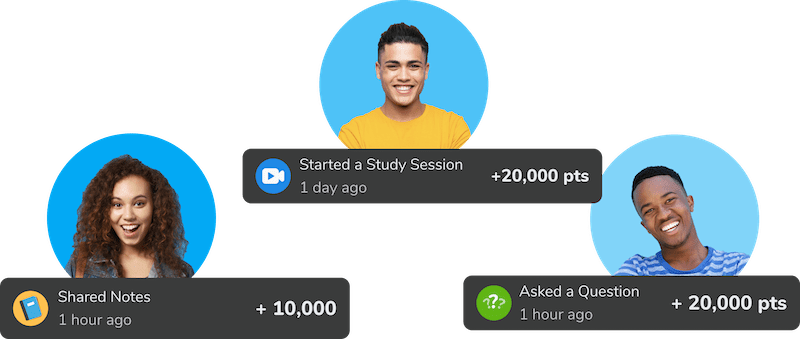 Started a Study Session
1 day ago
+20,000 pts
Shared Notes
1 hour ago
+ 10,000
Asked a Question
1 hour ago
+ 20,000 pts
???